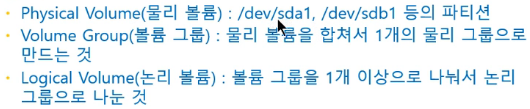 • Physical Volume(물리 볼륨) : /dev/sda1, /dev/sdb1 등의 파티션
• Volume Group(볼륨 그룹) : 물리 볼륨을 합쳐서 1개의 물리 그룹으로
만드는 것
• Logical Volume(논리 볼륨) : 볼륨 그룹을 1개 이상으로 나눠서 논리
그룹으로 나눈 것